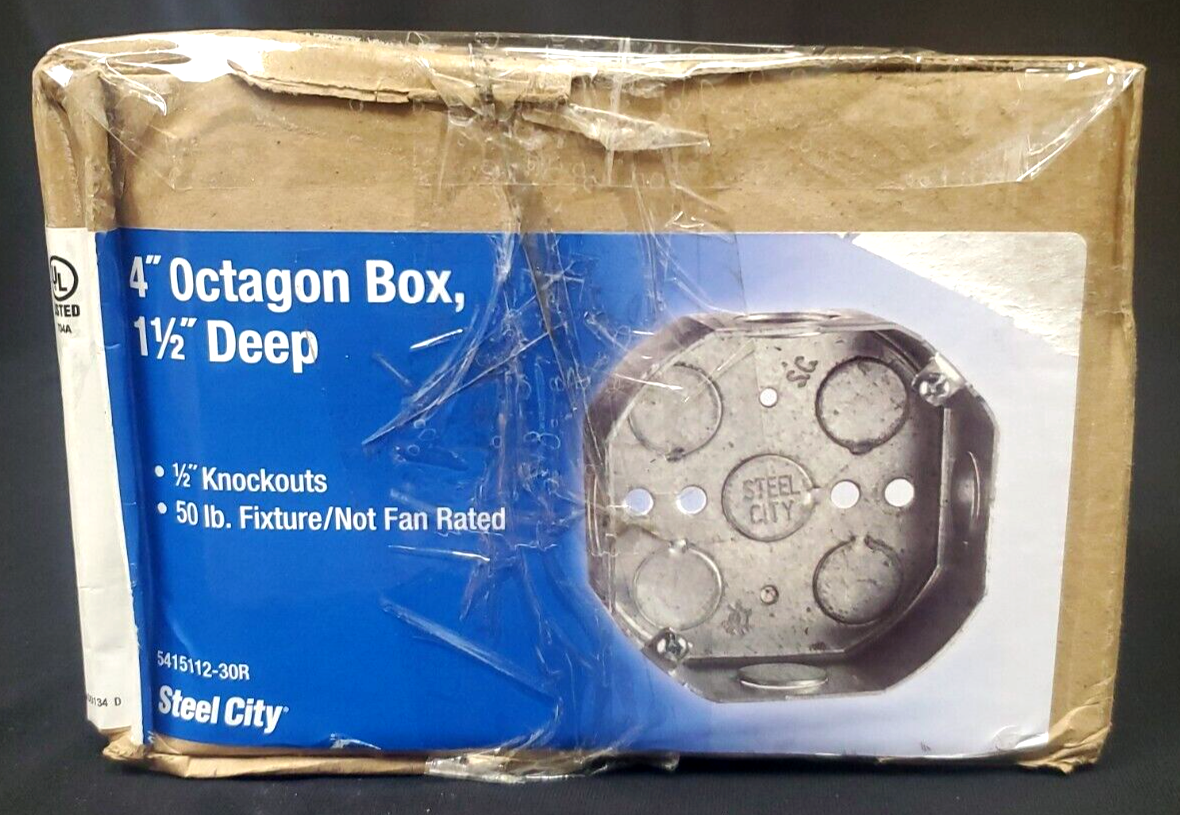 4″ Octagon Box,
1½″ Deep
• ½″ Knockouts
• 50 lb. Fixture/Not Fan Rated
5415112-30R
Steel City
UL
SC
STEEL
CITY